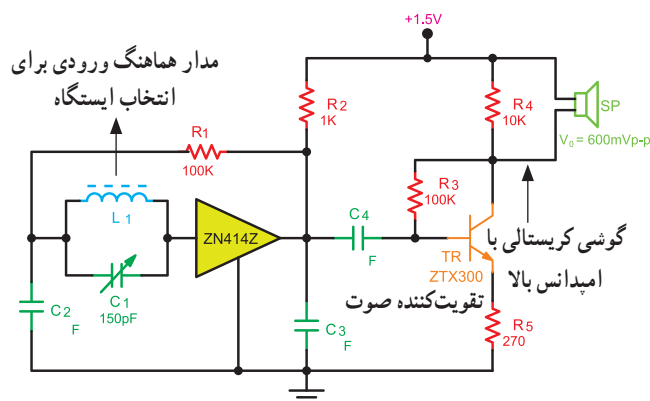 +1.5V
مدار هماهنگ ورودی برای
انتخاب ایستگاه
R1
100K
R2
1K
R4
10K
SP
V0 = 600mVp-p
L 1
C1
150pF
ZN414Z
C4
F
R3
100K
TR
ZTX300
گوشی کریستالی با
امپدانس بالا
تقویت‌کننده صوت
C2
F
C3
F
R5
270